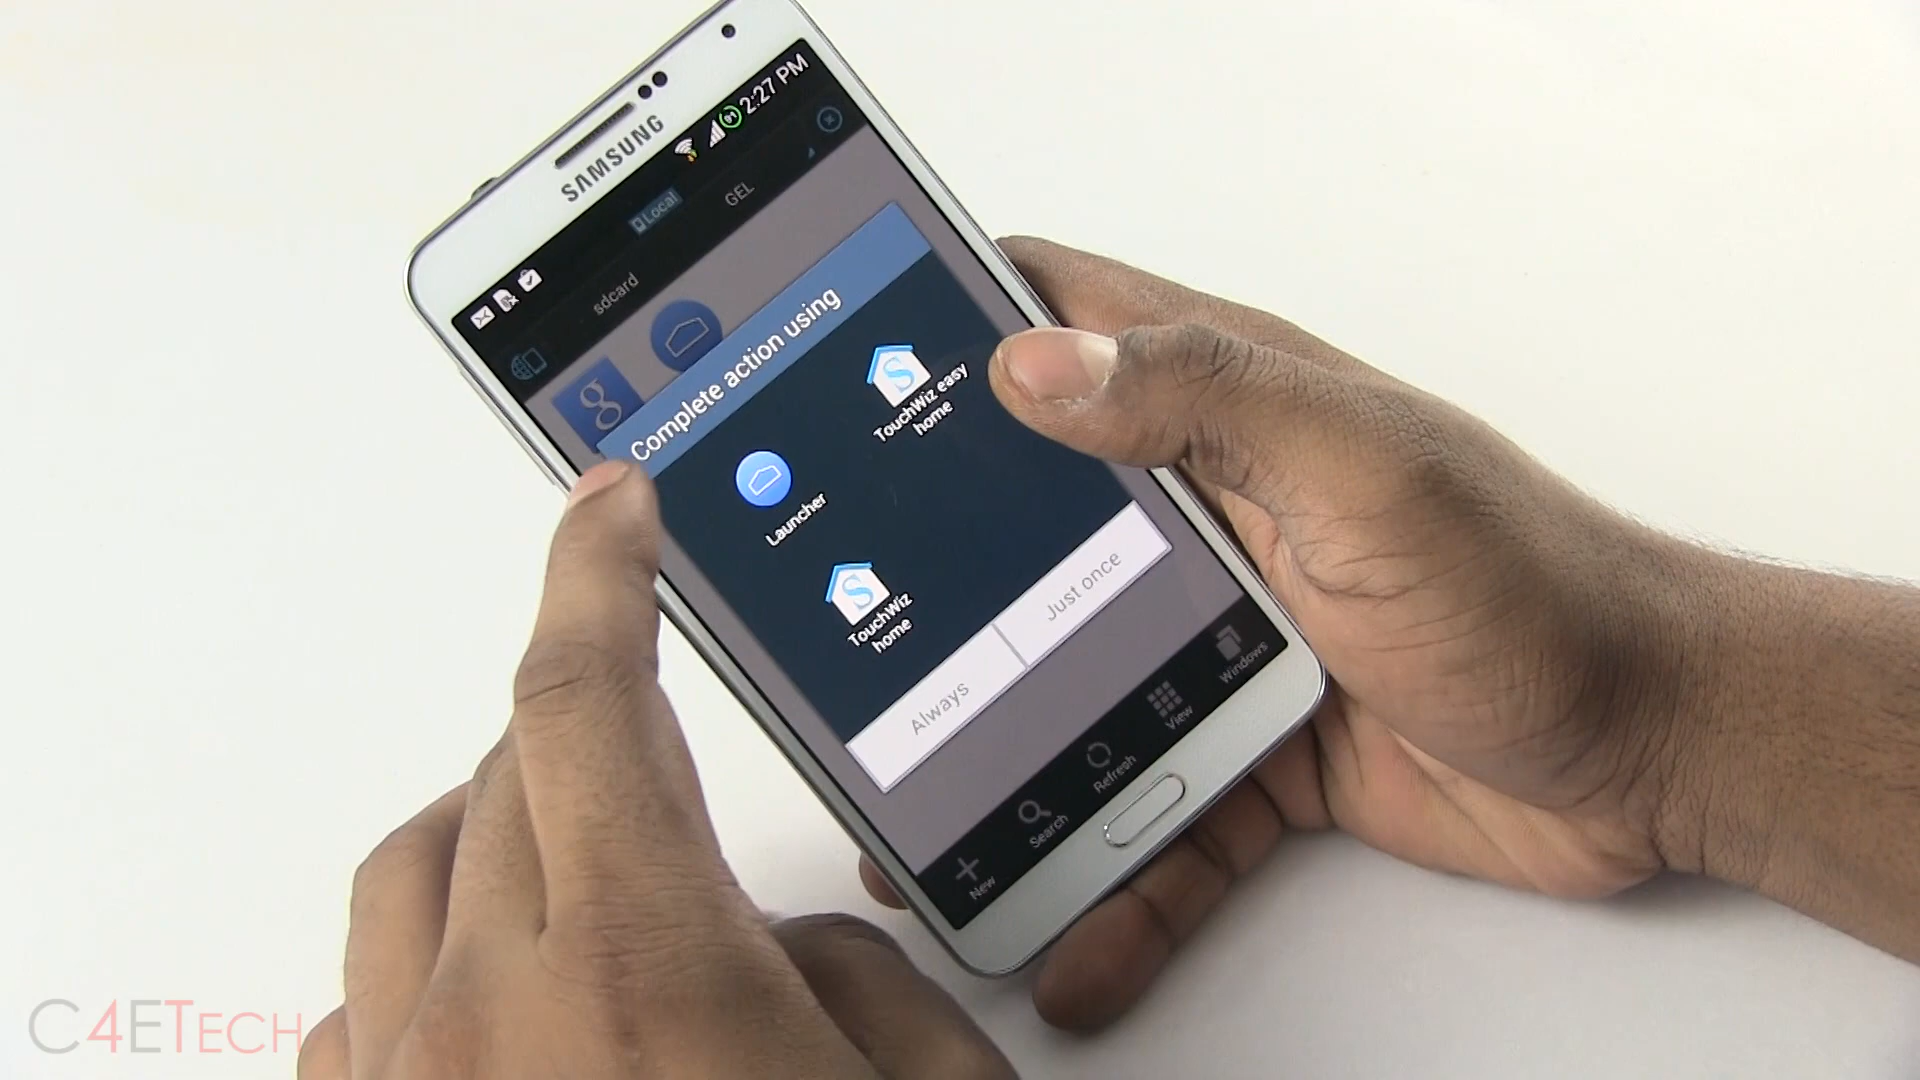 SAMSUNG
2:27 PM
91
Local
sdcard
GEL
g
Complete action using
Launcher
TouchWiz easy
home
S
TouchWiz
home
S
Always
Just once
New
Search
Refresh
View
Windows
C4ETECH